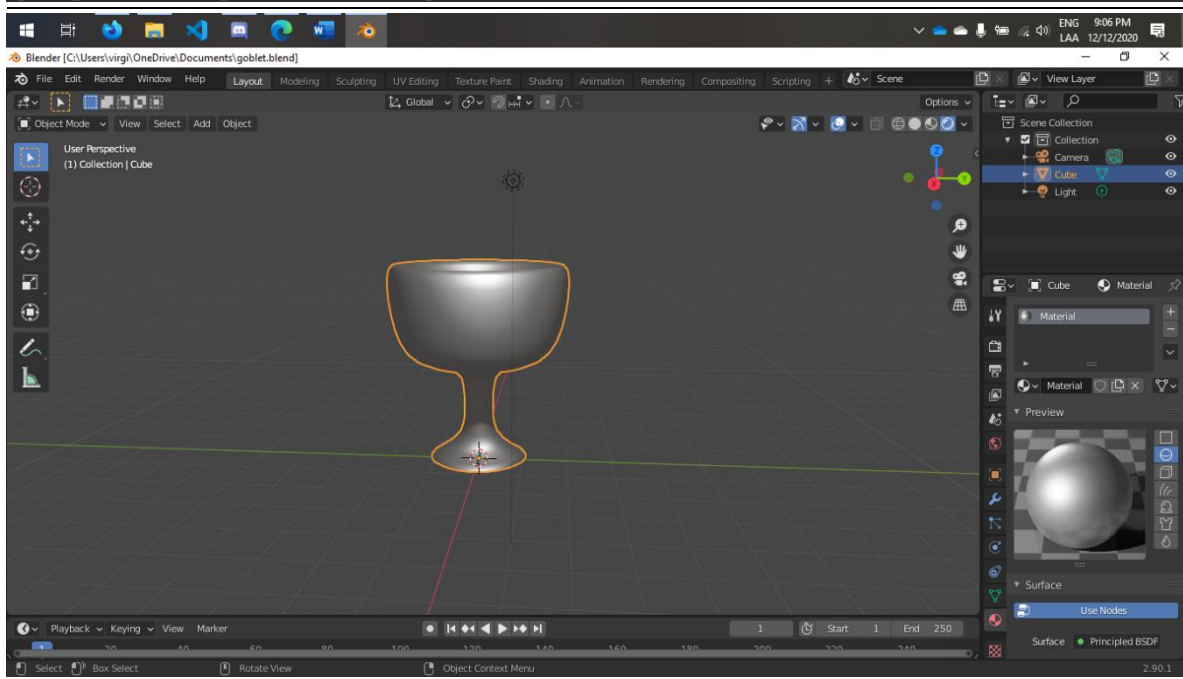 ENG 9:06 PM
LAA 12/12/2020
Blender [C:\Users\virgi\OneDrive\Documents\goblet.blend]
File Edit Render Window Help Layout Modeling Sculpting UV Editing Texture Paint Shading Animation Rendering Compositing Scripting + Scene View Layer
Global Options
Object Mode View Select Add Object
Scene Collection
User Perspective
(1) Collection | Cube
Collection
Camera
Cube
Light
Z
Y
Cube Material
Material
Material
Preview
Surface
Use Nodes
Surface Principled BSDF
Playback Keying View Marker 1 Start 1 End 250
1 20 40 60 80 100 120 140 160 180 200 220 240
Select Box Select Rotate View Object Context Menu 2.90.1